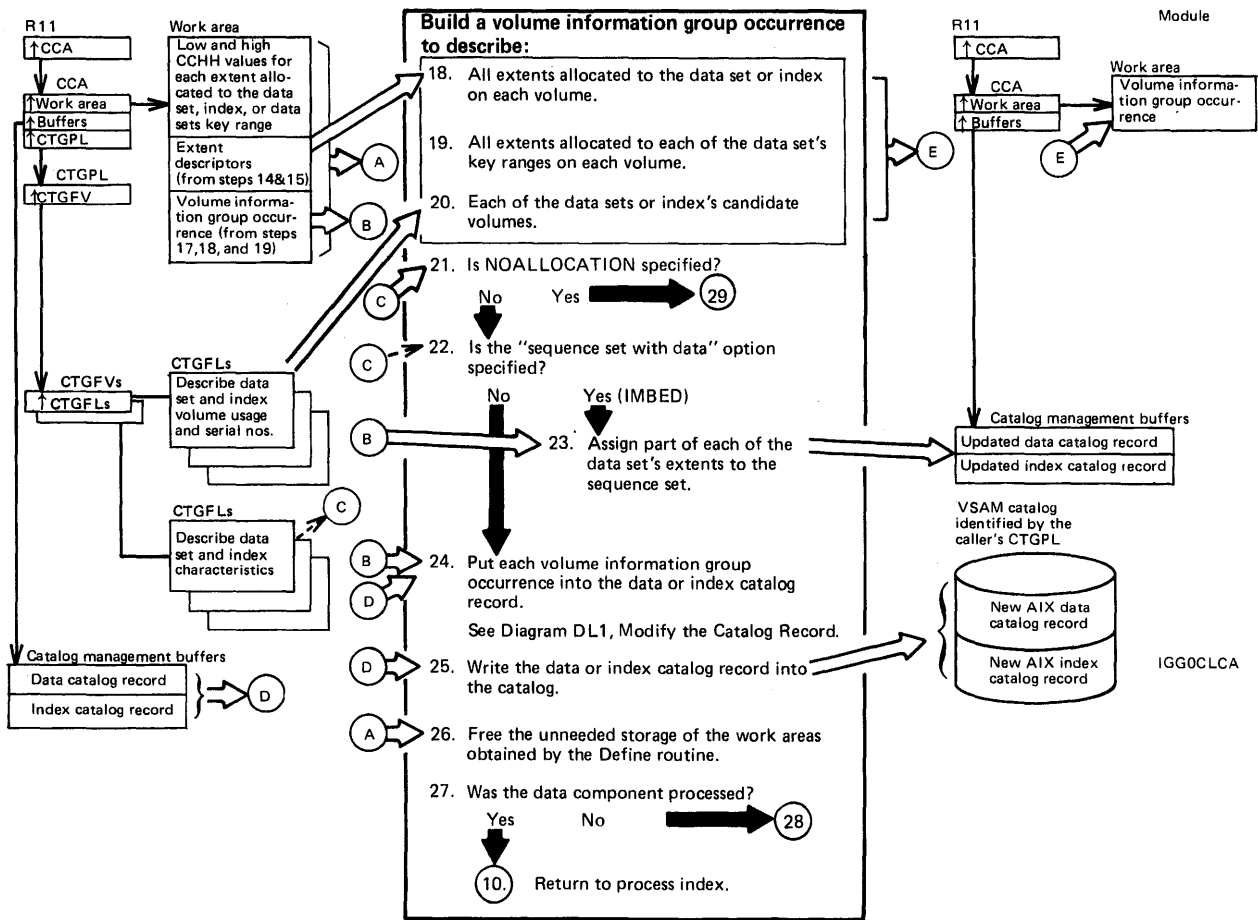 R11
↑CCA
CCA
↑Work area
↑Buffers
↑CTGPL
CTGPL
↑CTGFV
CTGFVs
↑ CTGFLs
Work area
Low and high
CCHH values for
each extent allo-
cated to the data
set, index, or data
sets key range
Extent
descriptors
(from steps 14&15)
Volume informa-
tion group occur-
rence (from steps
17,18, and 19)
A
B
CTGFLs
Describe data
set and index
volume usage
and serial nos.
CTGFLs
Describe data
set and index
characteristics
C
Catalog management buffers
Data catalog record
Index catalog record
D
Build a volume information group occurrence
to describe:
18. All extents allocated to the data set or index
on each volume.
19. All extents allocated to each of the data set's
key ranges on each volume.
20. Each of the data sets or index's candidate
volumes.
E
C
21. Is NOALLOCATION specified?
No Yes 29
C
22. Is the "sequence set with data" option
specified?
No Yes (IMBED)
B
23. Assign part of each of the
data set's extents to the
sequence set.
B
D
24. Put each volume information group
occurrence into the data or index catalog
record.
See Diagram DL1, Modify the Catalog Record.
D
25. Write the data or index catalog record into
the catalog.
A
26. Free the unneeded storage of the work areas
obtained by the Define routine.
27. Was the data component processed?
Yes No 28
10. Return to process index.
Module
R11
↑CCA
CCA
↑Work area
↑Buffers
Work area
Volume informa-
tion group occur-
rence
E
Catalog management buffers
Updated data catalog record
Updated index catalog record
VSAM catalog
identified by the
caller's CTGPL
New AIX data
catalog record
New AIX index
catalog record
IGG0CLCA